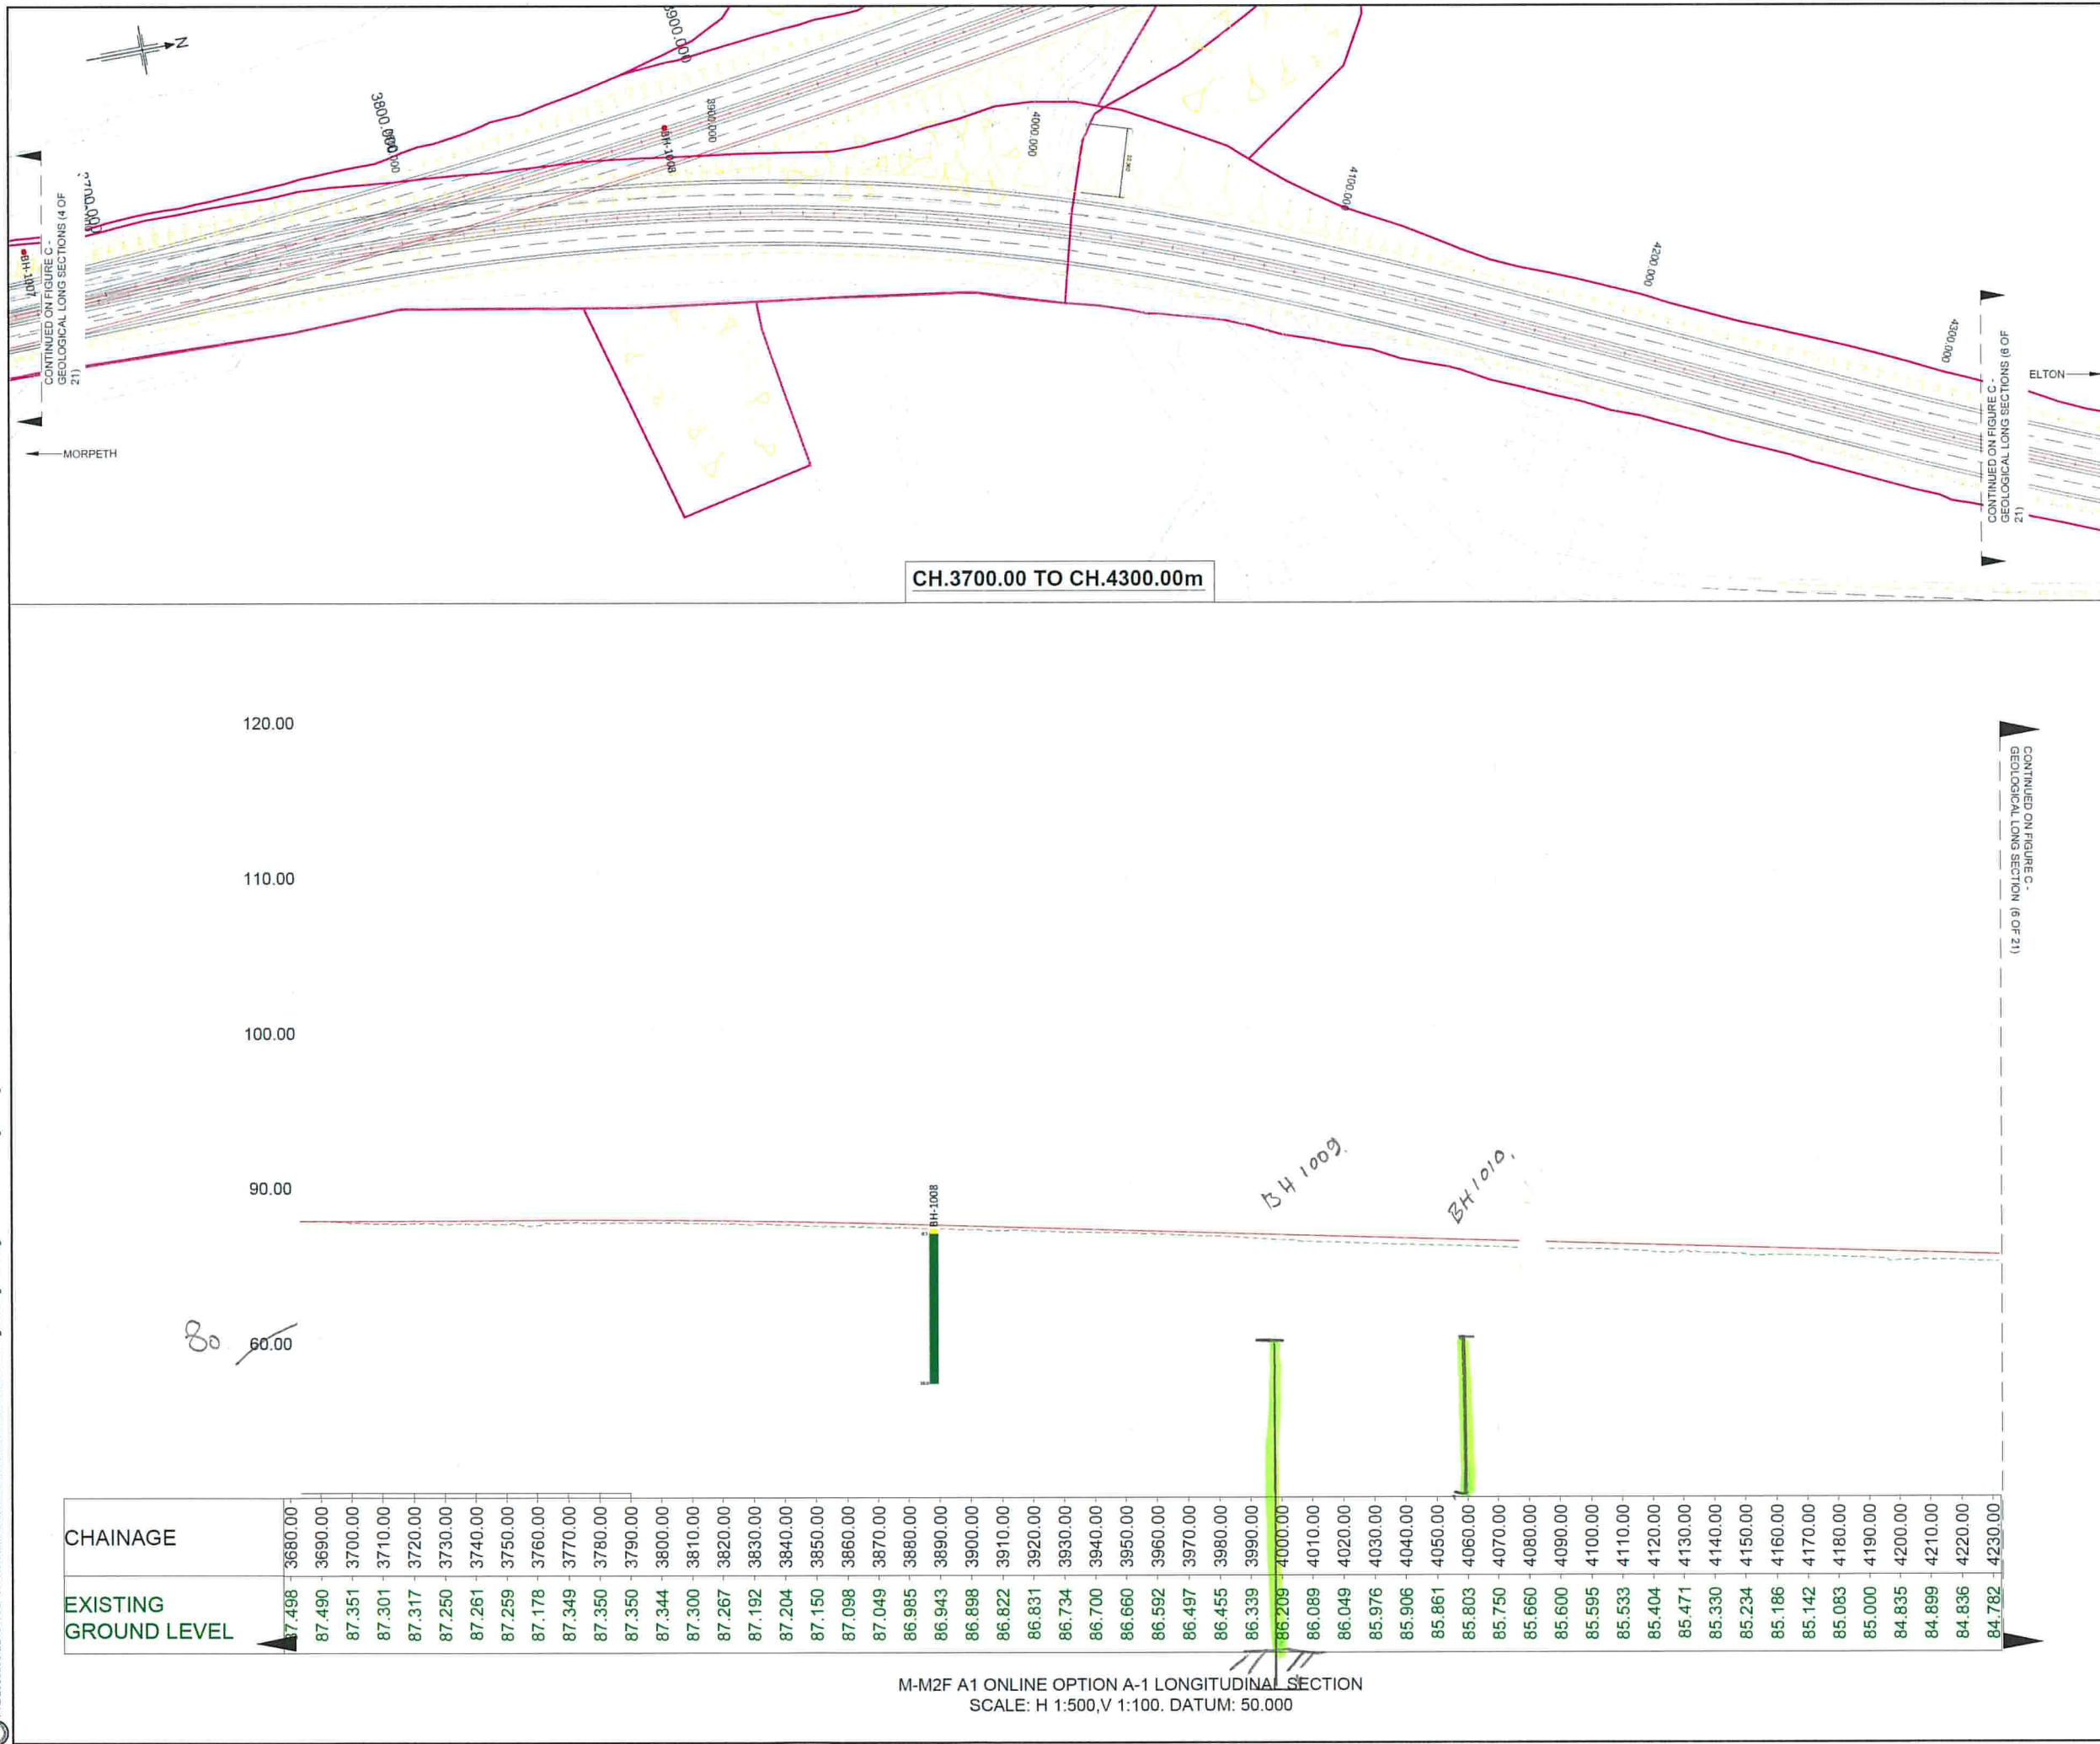 N
3900.000
3800.000
3900.000
BH-1008
4000.000
4100.000
4200.000
4300.000
BH-1007
CONTINUED ON FIGURE C -
GEOLOGICAL LONG SECTIONS (4 OF
21)
MORPETH
CONTINUED ON FIGURE C -
GEOLOGICAL LONG SECTIONS (6 OF
21)
ELTON
CH.3700.00 TO CH.4300.00m
120.00
110.00
100.00
90.00
80
60.00
CONTINUED ON FIGURE C -
GEOLOGICAL LONG SECTION (6 OF 21)
BH-1008
BH 1009.
BH 1010.
CHAINAGE
3680.00 3690.00 3700.00 3710.00 3720.00 3730.00 3740.00 3750.00 3760.00 3770.00 3780.00 3790.00 3800.00 3810.00 3820.00 3830.00 3840.00 3850.00 3860.00 3870.00 3880.00 3890.00 3900.00 3910.00 3920.00 3930.00 3940.00 3950.00 3960.00 3970.00 3980.00 3990.00 4000.00 4010.00 4020.00 4030.00 4040.00 4050.00 4060.00 4070.00 4080.00 4090.00 4100.00 4110.00 4120.00 4130.00 4140.00 4150.00 4160.00 4170.00 4180.00 4190.00 4200.00 4210.00 4220.00 4230.00
EXISTING
GROUND LEVEL
87.498 87.490 87.351 87.301 87.317 87.250 87.261 87.259 87.178 87.349 87.350 87.350 87.344 87.300 87.267 87.192 87.204 87.150 87.098 87.049 86.985 86.943 86.898 86.822 86.831 86.734 86.700 86.660 86.592 86.497 86.455 86.339 86.209 86.089 86.049 85.976 85.906 85.861 85.803 85.750 85.660 85.600 85.595 85.533 85.404 85.471 85.330 85.234 85.186 85.142 85.083 85.000 84.835 84.899 84.836 84.782
M-M2F A1 ONLINE OPTION A-1 LONGITUDINAL SECTION
SCALE: H 1:500,V 1:100. DATUM: 50.000